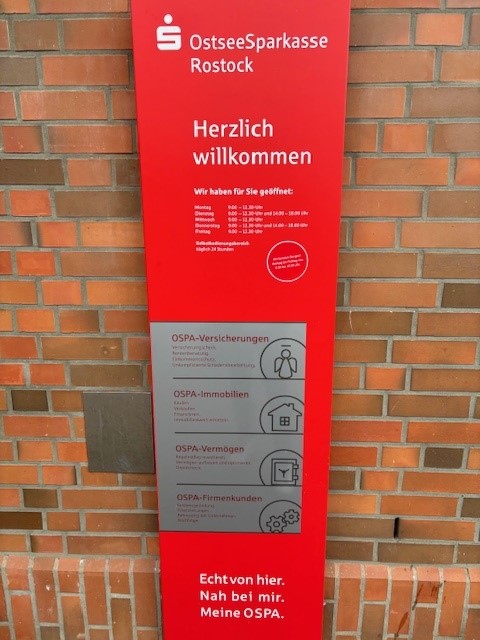 OstseeSparkasse
Rostock
Herzlich
willkommen
Wir haben für Sie geöffnet:
Montag 9.00 – 12.30 Uhr
Dienstag 9.00 – 12.30 Uhr und 14.00 – 18.00 Uhr
Mittwoch 9.00 – 12.30 Uhr
Donnerstag 9.00 – 12.30 Uhr und 14.00 – 18.00 Uhr
Freitag 9.00 – 12.30 Uhr
Selbstbedienungsbereich
täglich 24 Stunden
OSPA-Versicherungen
OSPA-Immobilien
Kaufen
Verkaufen
Finanzieren
OSPA-Vermögen
OSPA-Firmenkunden
Echt von hier.
Nah bei mir.
Meine OSPA.